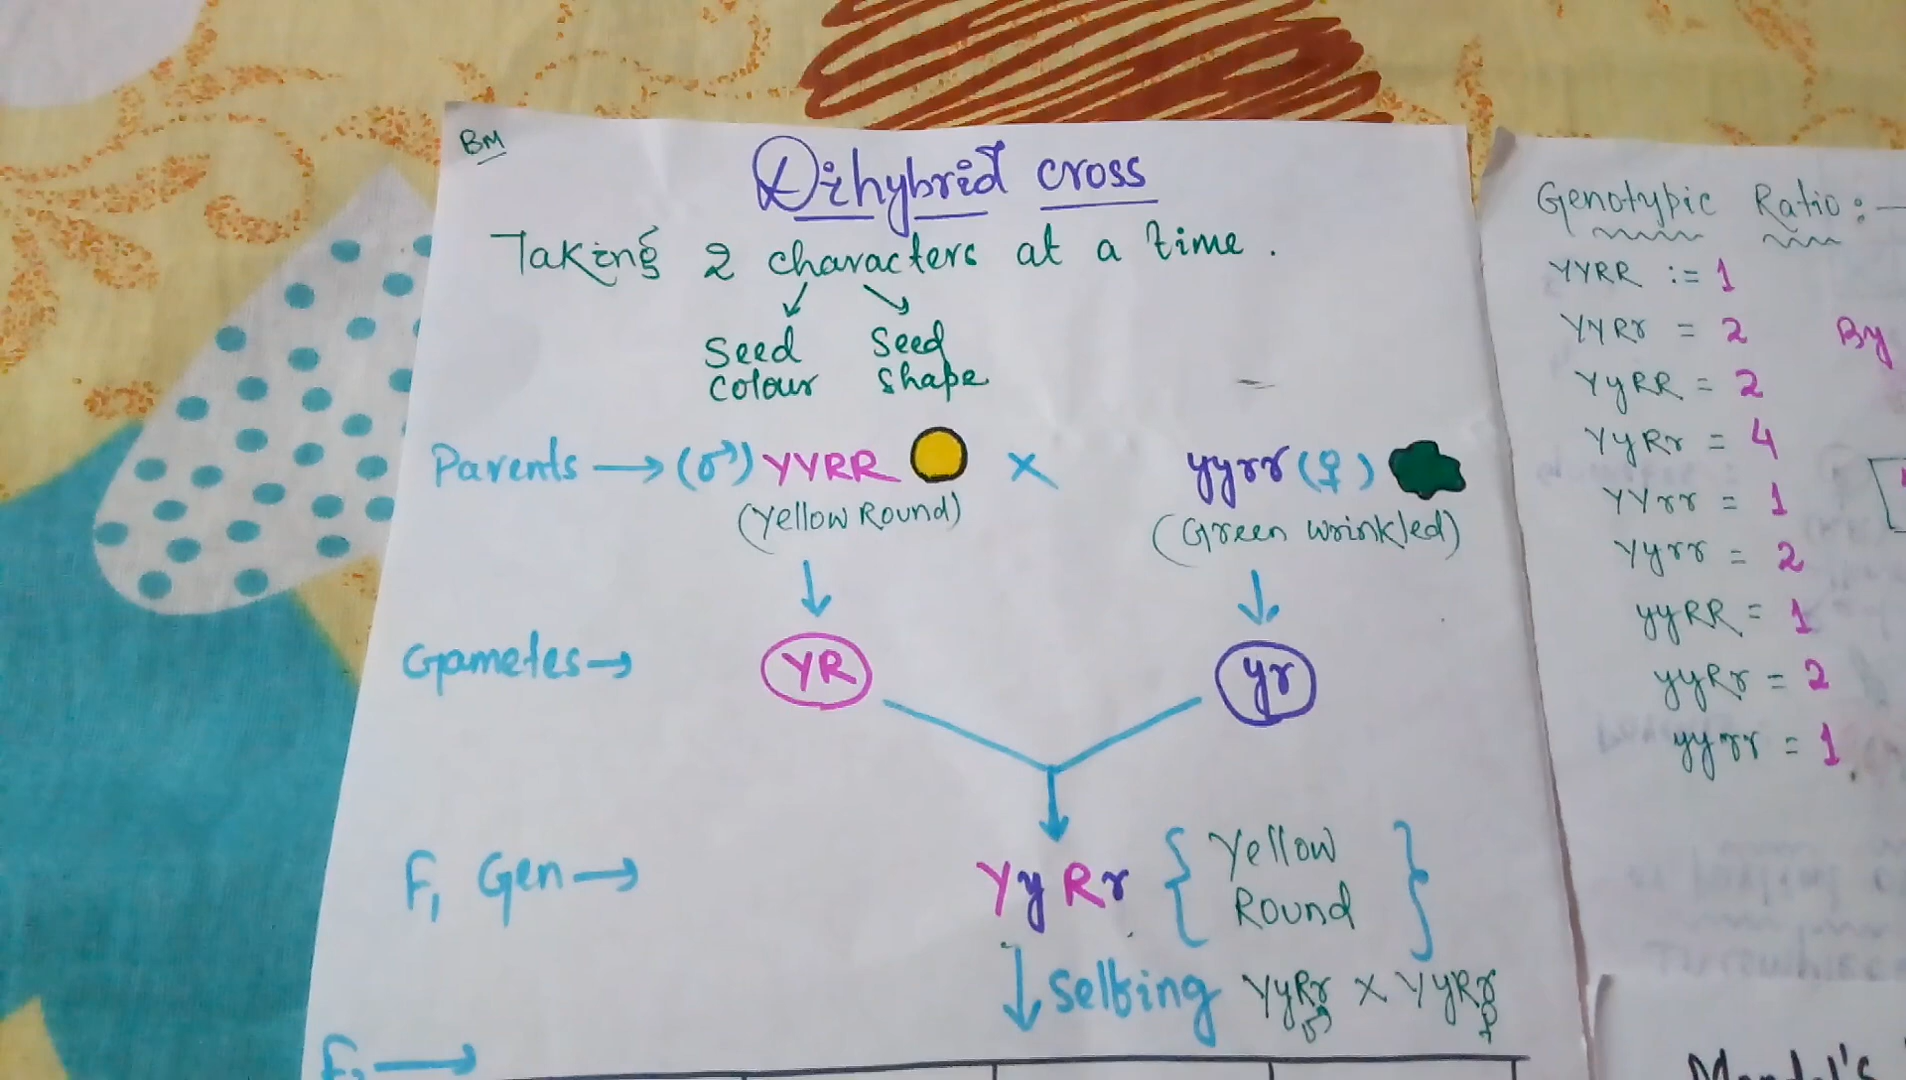 BM
Dihybrid cross
Taking 2 characters at a time.
Seed colour
Seed shape
Parents → (♂) YYRR × yyrr (♀)
(Yellow Round) (Green wrinkled)
Gametes → YR yr
F1 Gen → YyRr { Yellow Round }
↓ Selfing YyRr ♂ × YyRr ♀
F2 →
Genotypic Ratio :-
YYRR := 1
YYRr = 2
YyRR = 2
YyRr = 4
YYrr = 1
Yyrr = 2
yyRR = 1
yyRr = 2
yyrr = 1.
By
Mendel's